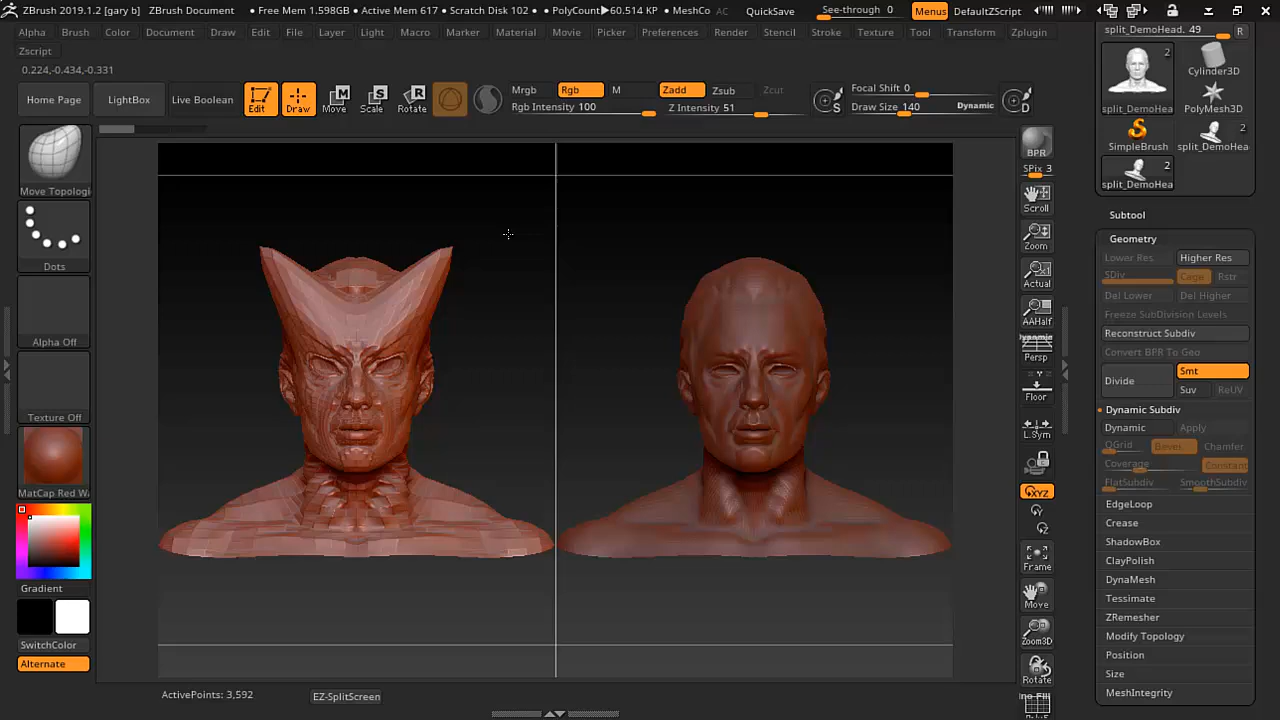 ZBrush 2019.1.2 [gary b]
ZBrush Document
• Free Mem 1.598GB • Active Mem 617 • Scratch Disk 102 • PolyCount▶60.514 KP • MeshCo
AC
QuickSave
See-through 0
Menus
DefaultZScript
Alpha Brush Color Document Draw Edit File Layer Light Macro Marker Material Movie Picker Preferences Render Stencil Stroke Texture Tool Transform Zplugin
Zscript
0.224,-0.434,-0.331
Home Page
LightBox
Live Boolean
Edit
Draw
Move
Scale
Rotate
Mrgb
Rgb
M
Rgb Intensity 100
Zadd
Zsub
Zcut
Z Intensity 51
Focal Shift 0
Draw Size 140
Dynamic
Move Topologi
Dots
Alpha Off
Texture Off
MatCap Red Wa
Gradient
SwitchColor
Alternate
ActivePoints: 3,592
EZ-SplitScreen
BPR
SPix 3
Scroll
Zoom
Actual
AAHalf
Dynamic
Persp
Floor
L.Sym
XYZ
Frame
Move
Zoom3D
Rotate
split_DemoHead. 49
R
2
split_DemoHea
Cylinder3D
PolyMesh3D
SimpleBrush
2
split_DemoHea
2
split_DemoHea
Subtool
Geometry
Lower Res
Higher Res
SDiv
Cage
Rstr
Del Lower
Del Higher
Freeze SubDivision Levels
Reconstruct Subdiv
Convert BPR To Geo
Divide
Smt
Suv
ReUV
Dynamic Subdiv
Dynamic
Apply
QGrid
Bevel
Chamfer
Coverage
Constant
FlatSubdiv
SmoothSubdiv
EdgeLoop
Crease
ShadowBox
ClayPolish
DynaMesh
Tessimate
ZRemesher
Modify Topology
Position
Size
MeshIntegrity